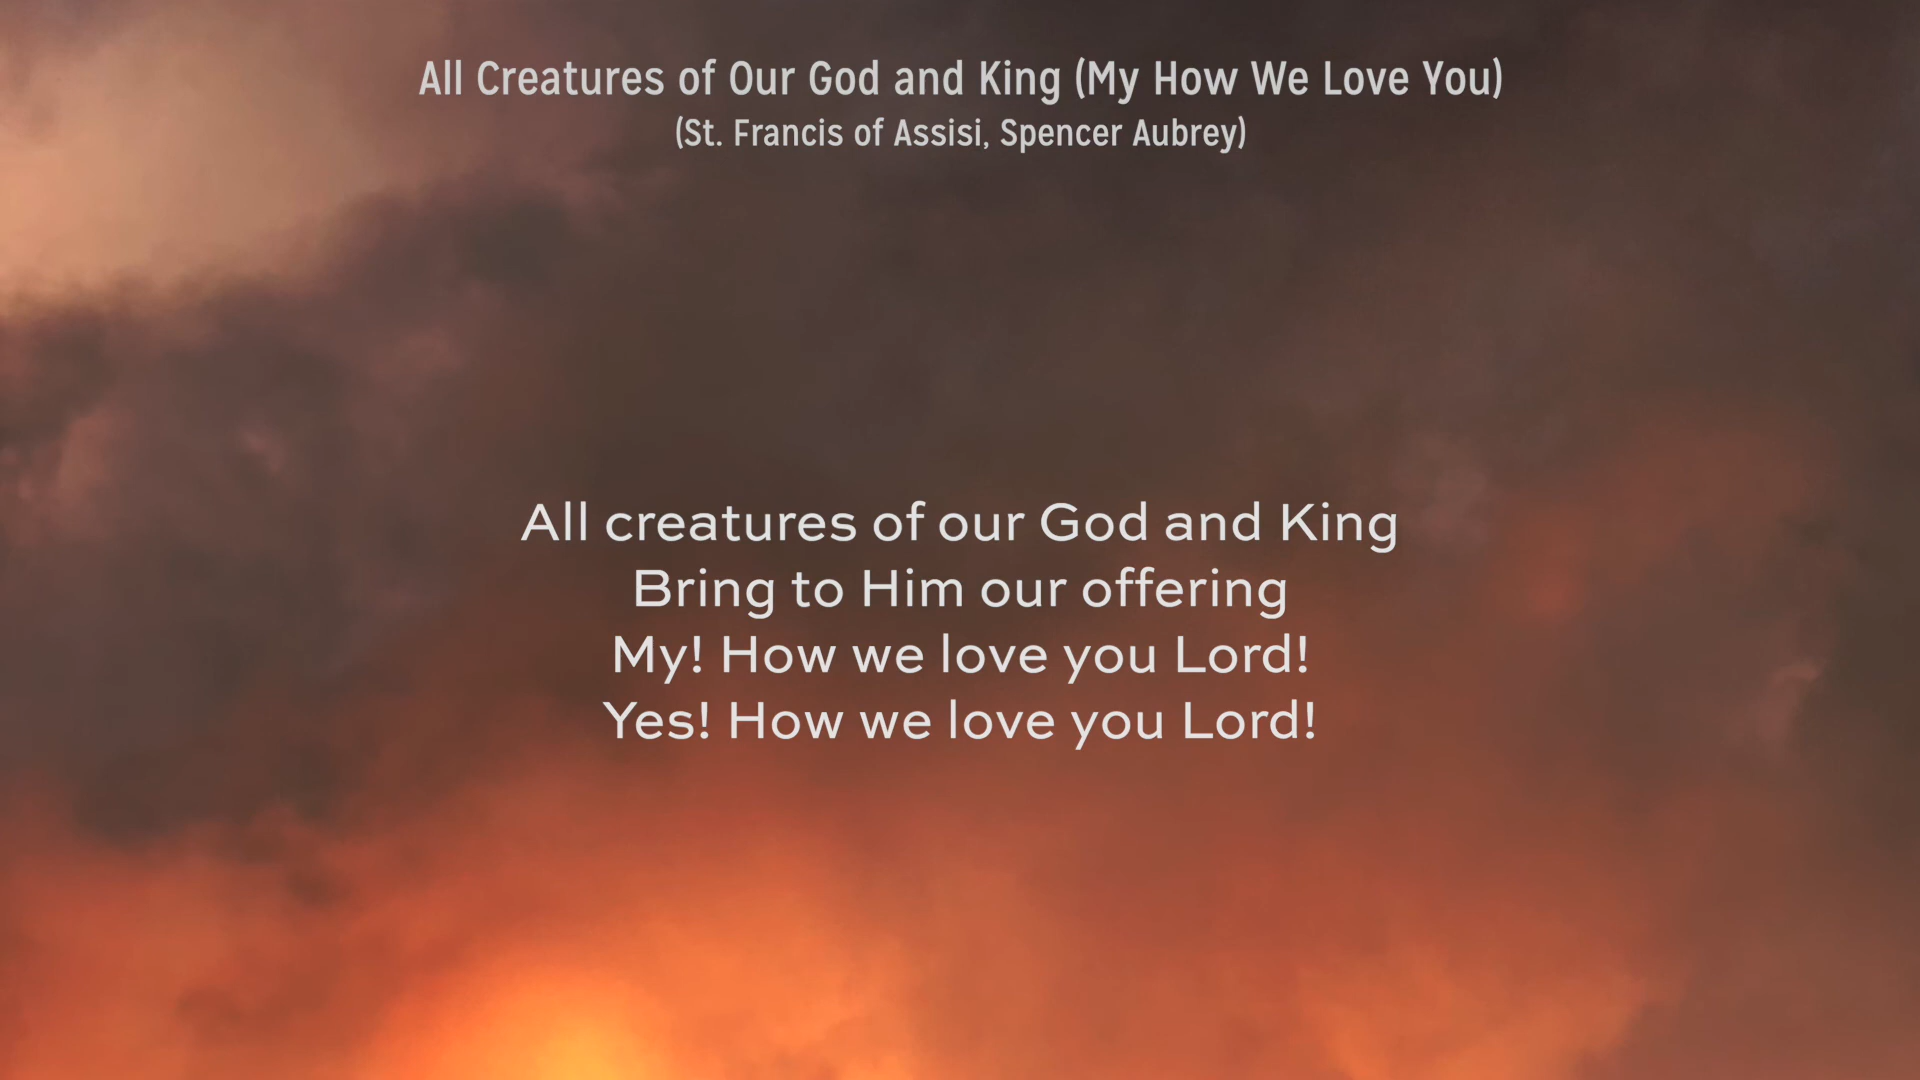 All Creatures of Our God and King (My How We Love You)
(St. Francis of Assisi, Spencer Aubrey)
All creatures of our God and King
Bring to Him our offering
My! How we love you Lord!
Yes! How we love you Lord!